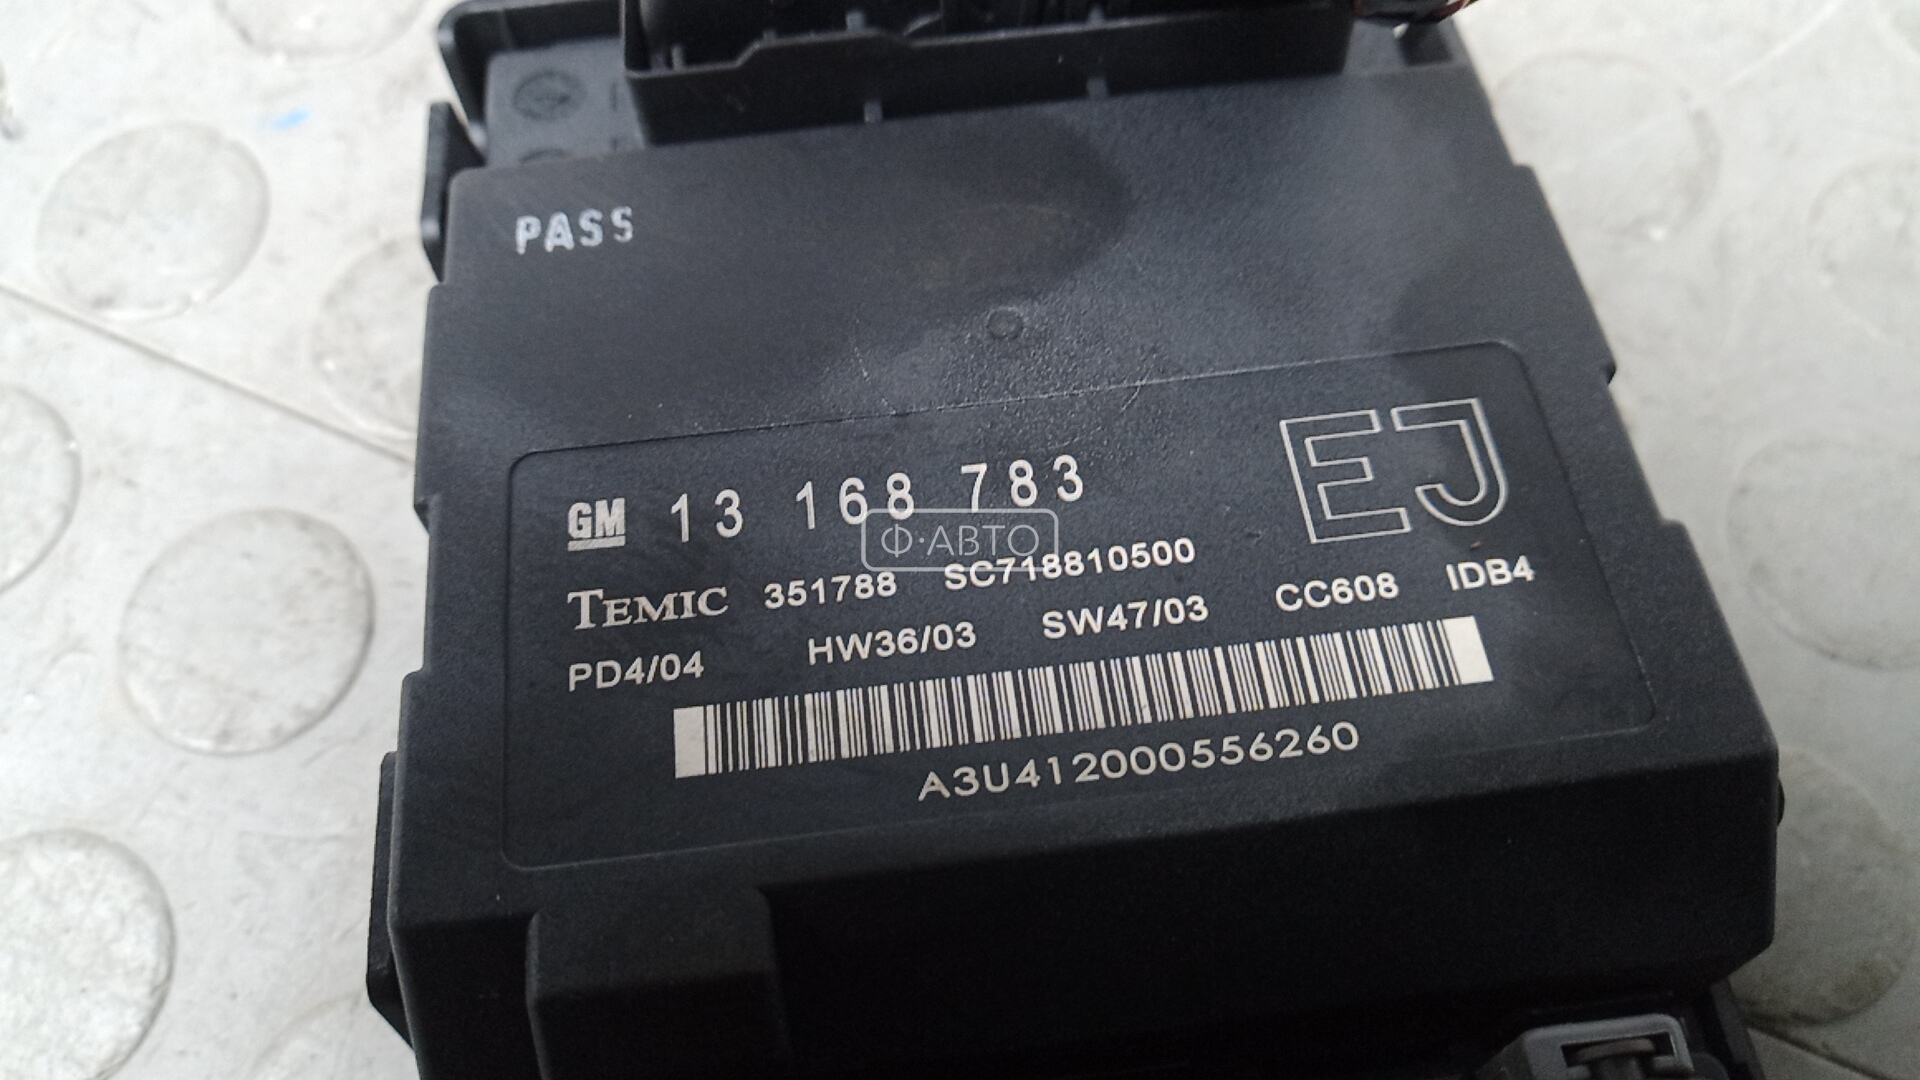 PASS
EJ
GM 13 168 783
Ф·АВТО
TEMIC 351788 SC718810500
PD4/04 HW36/03 SW47/03 CC608 IDB4
A3U412000556260